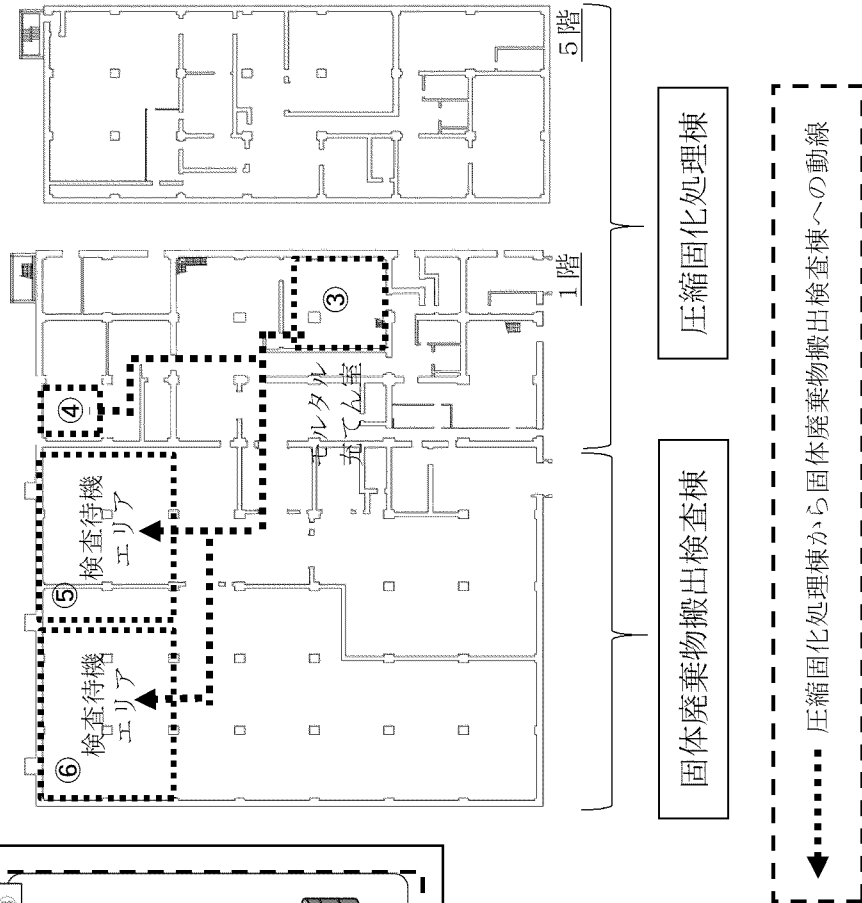 5階
1階
③
④
モルタル
充てん室
⑤
検査待機
エリア
⑥
検査待機
エリア
圧縮固化処理棟
固体廃棄物搬出検査棟
圧縮固化処理棟から固体廃棄物搬出検査棟への動線